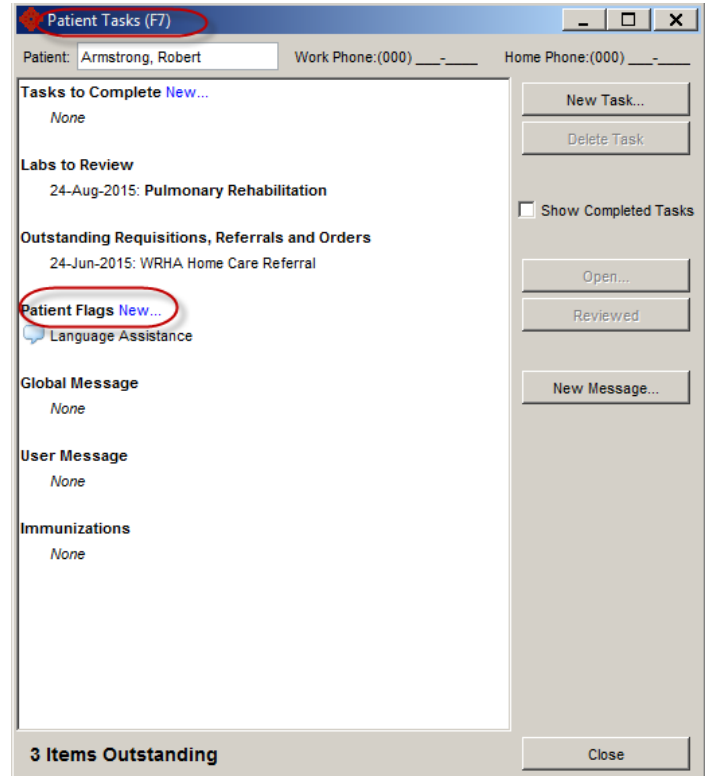 Patient Tasks (F7)
Patient: Armstrong, Robert Work Phone:(000) ___-____ Home Phone:(000) ___-____
Tasks to Complete New...
None
Labs to Review
24-Aug-2015: Pulmonary Rehabilitation
Outstanding Requisitions, Referrals and Orders
24-Jun-2015: WRHA Home Care Referral
Patient Flags New...
Language Assistance
Global Message
None
User Message
None
Immunizations
None
New Task...
Delete Task
Show Completed Tasks
Open...
Reviewed
New Message...
3 Items Outstanding
Close